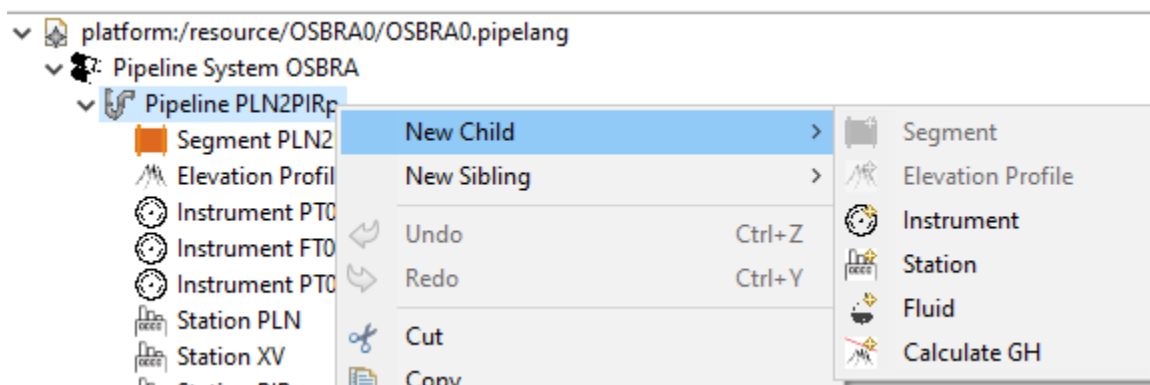 platform:/resource/OSBRA0/OSBRA0.pipelang
Pipeline System OSBRA
Pipeline PLN2PIRp
Segment PLN2
Elevation Profil
Instrument PT0
Instrument FT0
Instrument PT0
Station PLN
Station XV
New Child
New Sibling
Undo Ctrl+Z
Redo Ctrl+Y
Cut
Copy
Segment
Elevation Profile
Instrument
Station
Fluid
Calculate GH